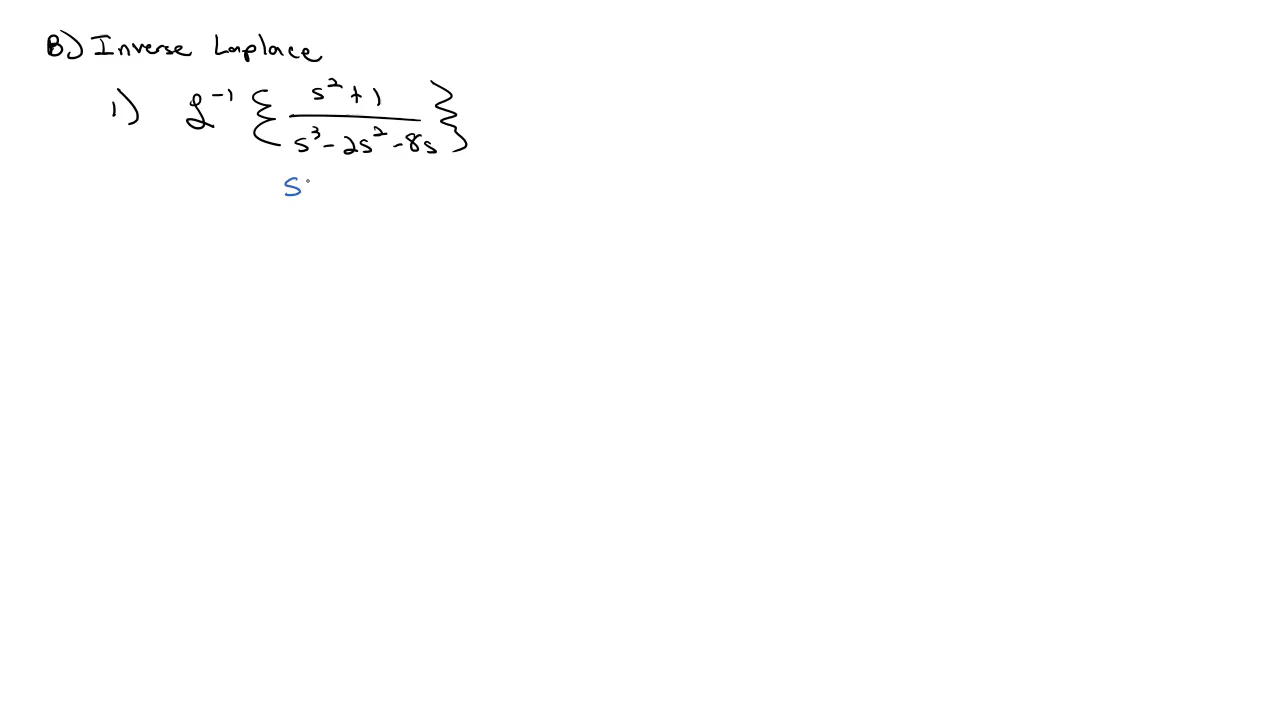 B) Inverse Laplace
1) ℒ⁻¹ { (s² + 1) / (s³ - 2s² - 8s) }
s